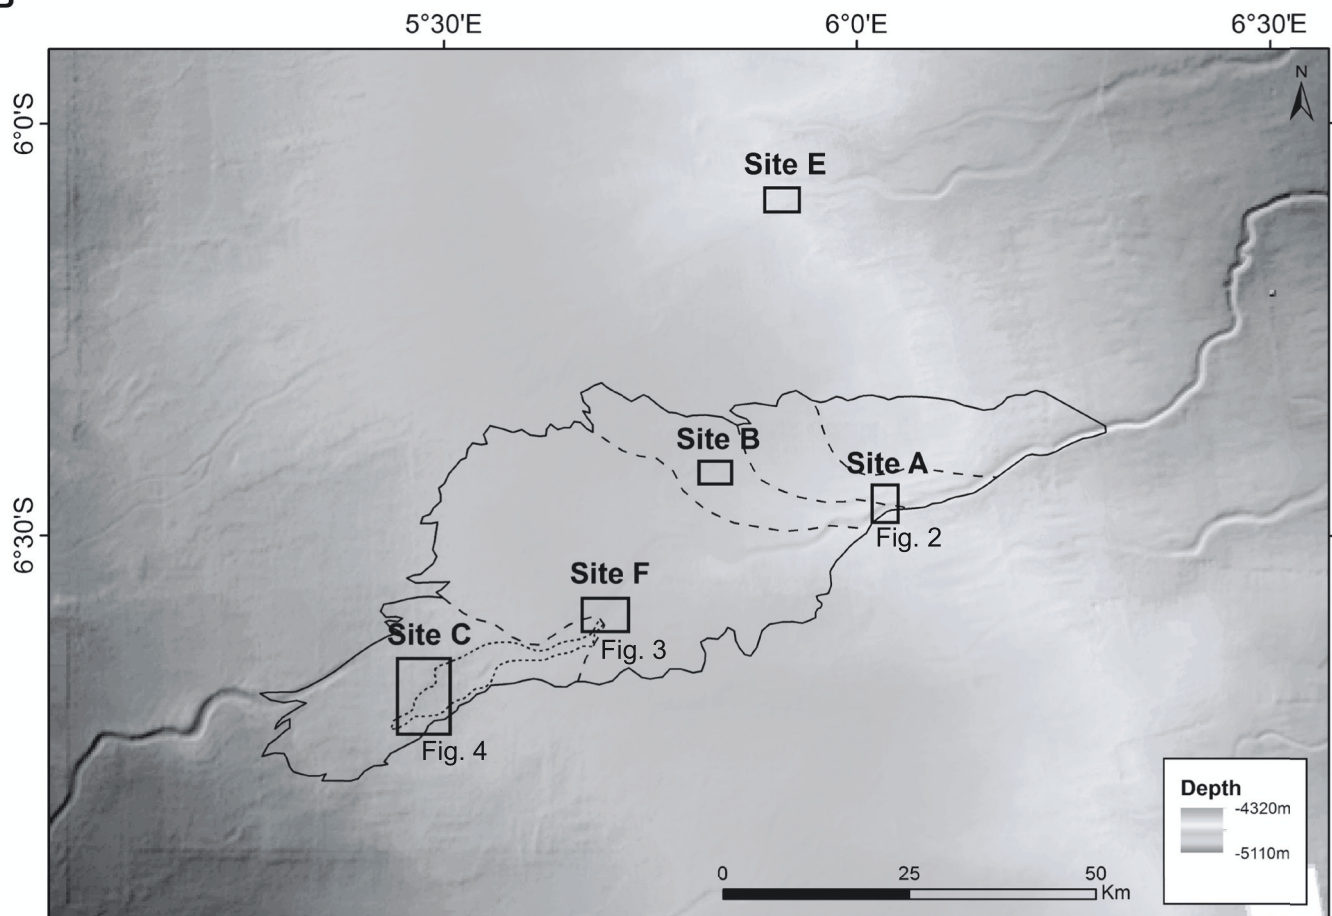 5°30'E 6°0'E 6°30'E
N
6°0'S
Site E
Site B
Site A
Fig. 2
6°30'S
Site F
Fig. 3
Site C
Fig. 4
Depth
-4320m
-5110m
0 25 50
Km